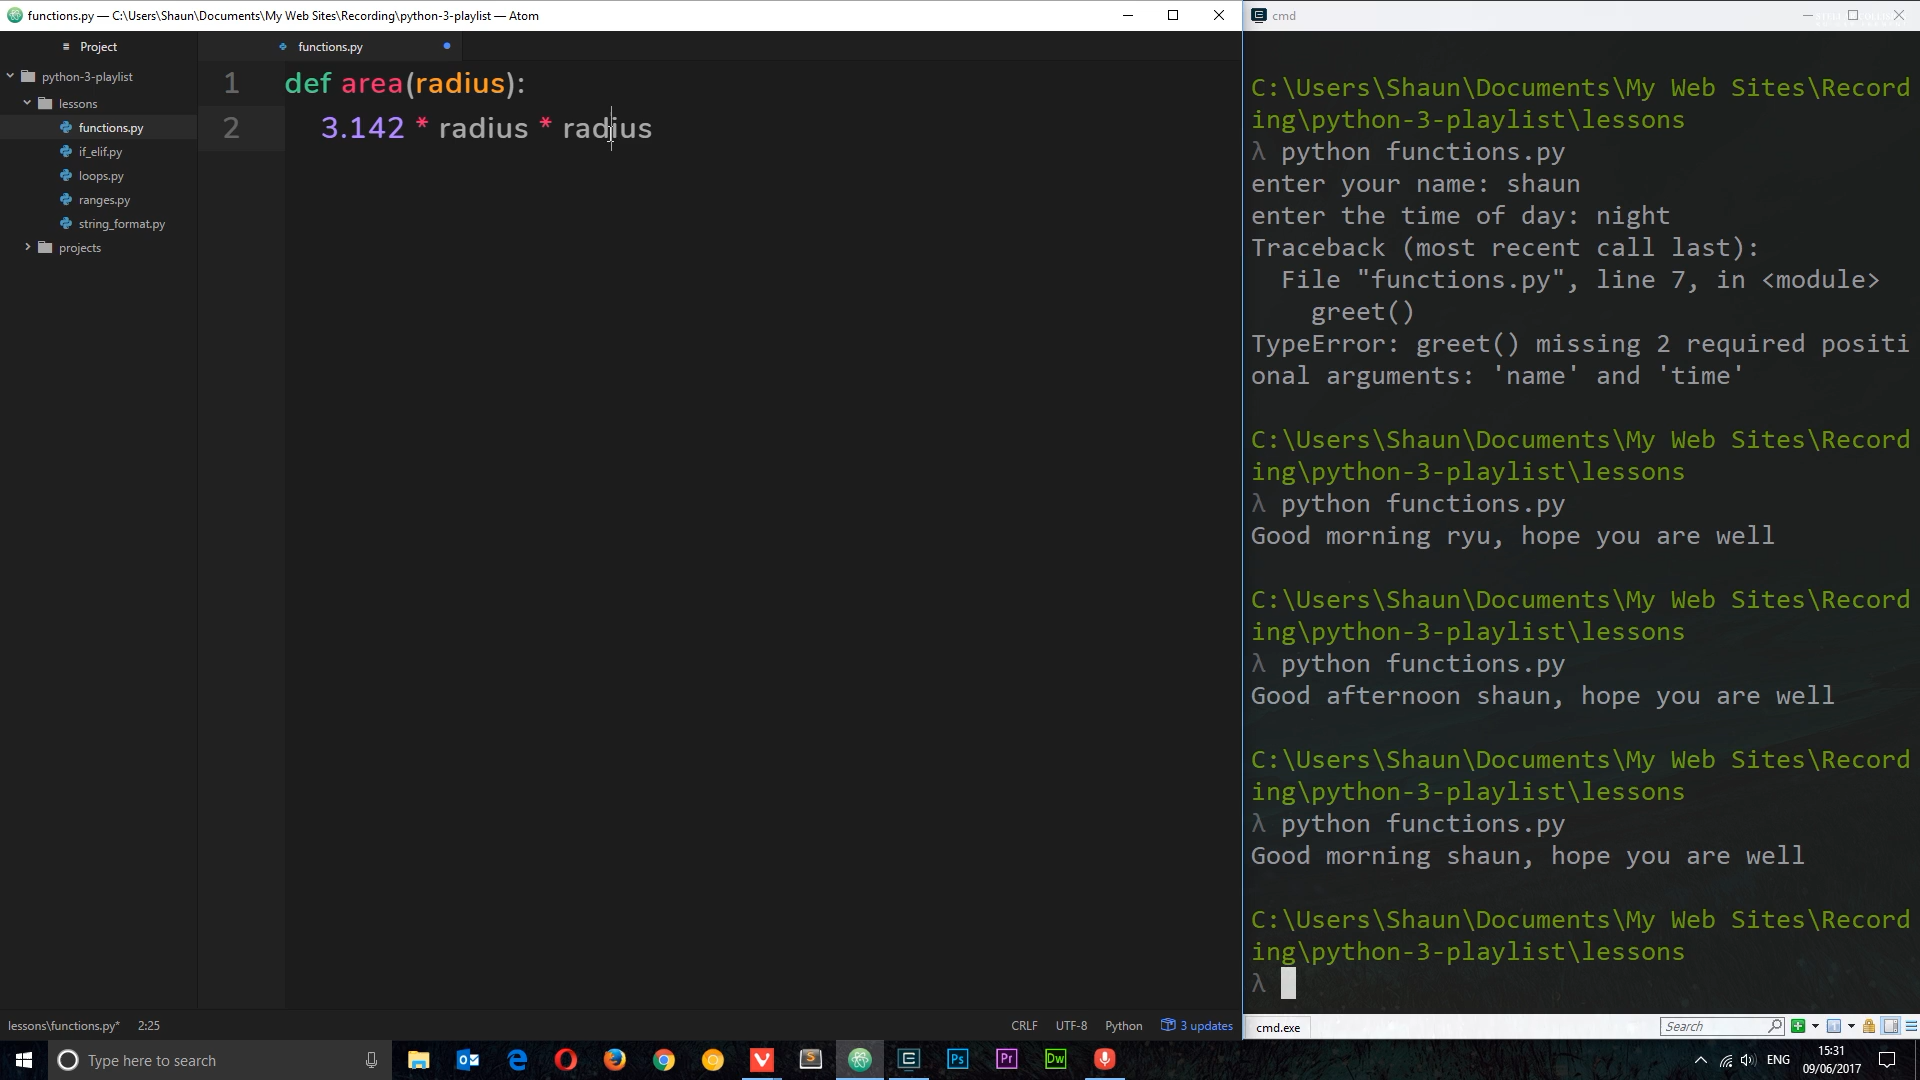 functions.py — C:\Users\Shaun\Documents\My Web Sites\Recording\python-3-playlist — Atom
Project
python-3-playlist
lessons
functions.py
if_elif.py
loops.py
ranges.py
string_format.py
projects
functions.py
1 def area(radius):
2 3.142 * radius * radius
lessons\functions.py* 2:25
CRLF UTF-8 Python 3 updates
cmd
C:\Users\Shaun\Documents\My Web Sites\Record
ing\python-3-playlist\lessons
λ python functions.py
enter your name: shaun
enter the time of day: night
Traceback (most recent call last):
File "functions.py", line 7, in <module>
greet()
TypeError: greet() missing 2 required positi
onal arguments: 'name' and 'time'
C:\Users\Shaun\Documents\My Web Sites\Record
ing\python-3-playlist\lessons
λ python functions.py
Good morning ryu, hope you are well
C:\Users\Shaun\Documents\My Web Sites\Record
ing\python-3-playlist\lessons
λ python functions.py
Good afternoon shaun, hope you are well
C:\Users\Shaun\Documents\My Web Sites\Record
ing\python-3-playlist\lessons
λ python functions.py
Good morning shaun, hope you are well
C:\Users\Shaun\Documents\My Web Sites\Record
ing\python-3-playlist\lessons
λ
cmd.exe
Search
Type here to search
Ps Pr Dw
ENG
15:31
09/06/2017